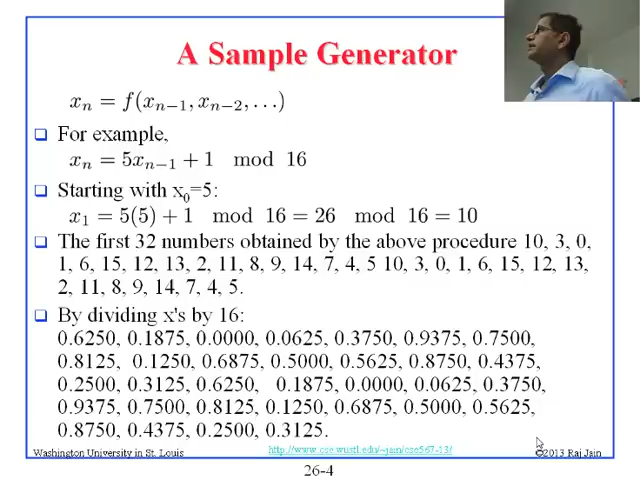 A Sample Generator
xₙ = f(xₙ₋₁, xₙ₋₂, . . .)
For example,
xₙ = 5xₙ₋₁ + 1 mod 16
Starting with x₀=5:
x₁ = 5(5) + 1 mod 16 = 26 mod 16 = 10
The first 32 numbers obtained by the above procedure 10, 3, 0,
1, 6, 15, 12, 13, 2, 11, 8, 9, 14, 7, 4, 5 10, 3, 0, 1, 6, 15, 12, 13,
2, 11, 8, 9, 14, 7, 4, 5.
By dividing x's by 16:
0.6250, 0.1875, 0.0000, 0.0625, 0.3750, 0.9375, 0.7500,
0.8125, 0.1250, 0.6875, 0.5000, 0.5625, 0.8750, 0.4375,
0.2500, 0.3125, 0.6250, 0.1875, 0.0000, 0.0625, 0.3750,
0.9375, 0.7500, 0.8125, 0.1250, 0.6875, 0.5000, 0.5625,
0.8750, 0.4375, 0.2500, 0.3125.
Washington University in St. Louis http://www.cse.wustl.edu/~jain/cse567-13/ ©2013 Raj Jain
26-4